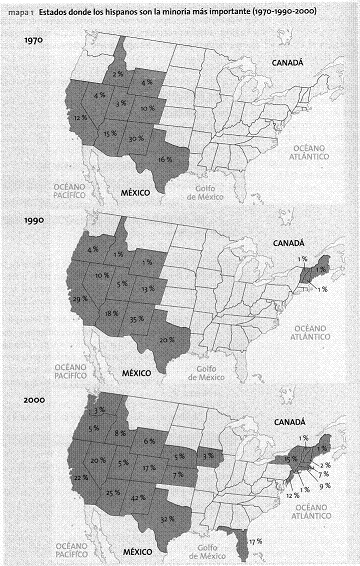 mapa 1 Estados donde los hispanos son la minoria más importante (1970-1990-2000)
1970
CANADÁ
2 %
4 %
4 %
3 %
10 %
12 %
15 %
30 %
16 %
OCÉANO
ATLÁNTICO
OCÉANO
PACÍFICO
MÉXICO
Golfo
de México
1990
CANADÁ
4 %
1 %
1 %
1 %
1 %
1 %
10 %
5 %
13 %
29 %
18 %
35 %
20 %
OCÉANO
ATLÁNTICO
OCÉANO
PACÍFICO
MÉXICO
Golfo
de México
2000
CANADÁ
3 %
5 %
8 %
6 %
5 %
3 %
1 %
1 %
15 %
2 %
7 %
9 %
1 %
12 %
20 %
5 %
17 %
7 %
22 %
25 %
42 %
32 %
17 %
OCÉANO
ATLÁNTICO
OCÉANO
PACÍFICO
MÉXICO
Golfo
de México